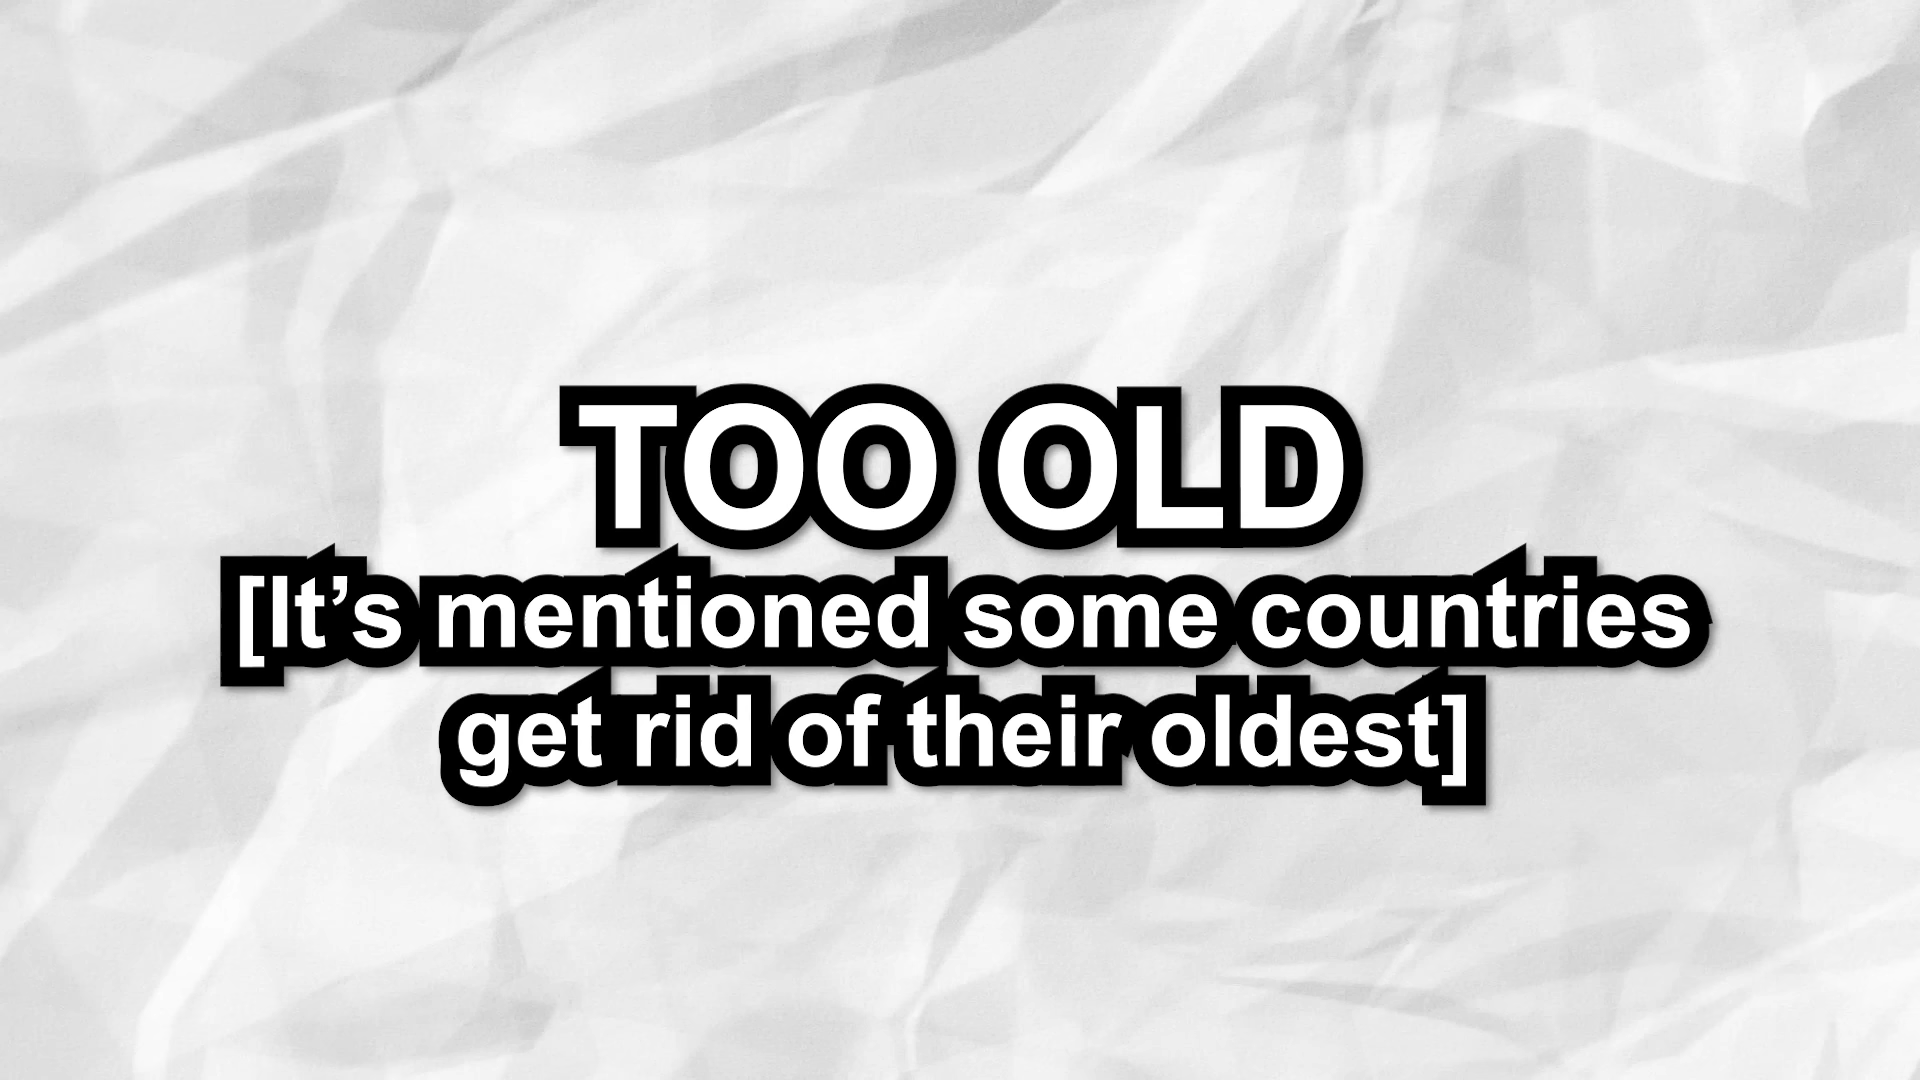 TOO OLD
[It’s mentioned some countries
get rid of their oldest]